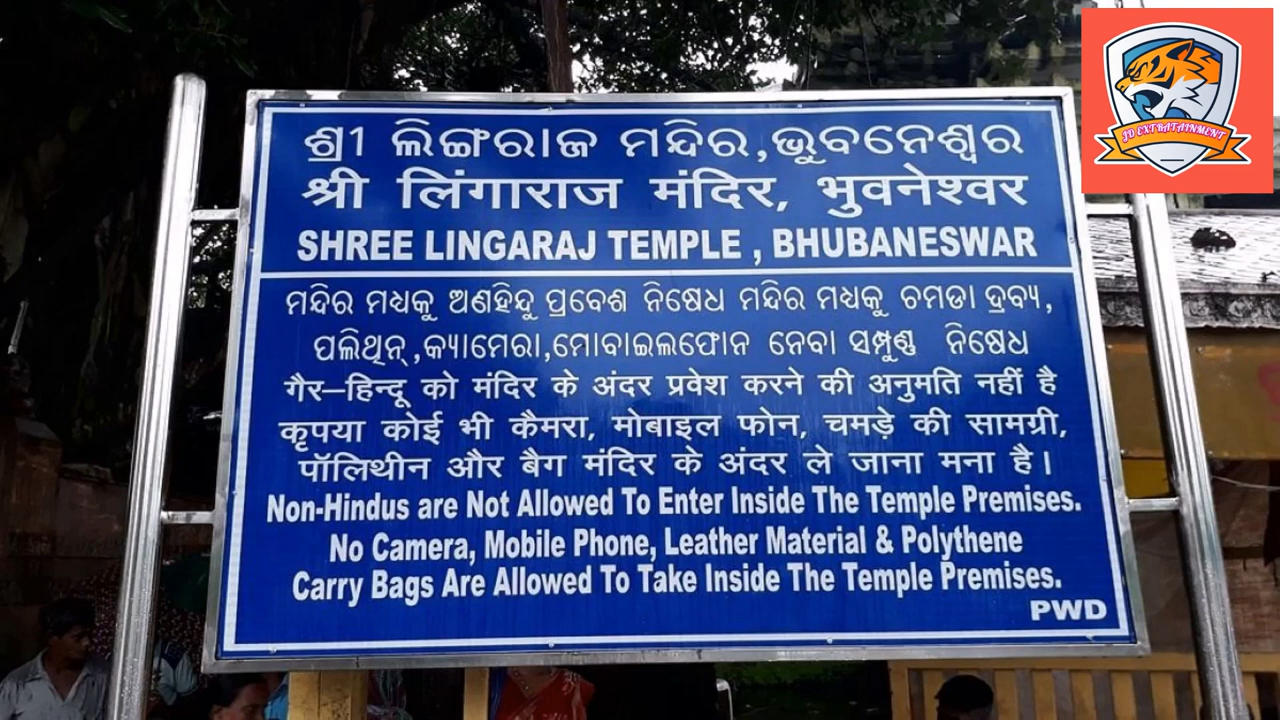 ଶ୍ରୀ ଲିଙ୍ଗରାଜ ମନ୍ଦିର,ଭୁବନେଶ୍ୱର
श्री लिंगाराज मंदिर, भुवनेश्वर
SHREE LINGARAJ TEMPLE , BHUBANESWAR
ମନ୍ଦିର ମଧ୍ୟକୁ ଅଣହିନ୍ଦୁ ପ୍ରବେଶ ନିଷେଧ ମନ୍ଦିର ମଧ୍ୟକୁ ଚମଡା ଦ୍ରବ୍ୟ,
ପଲିଥିନ୍,କ୍ୟାମେରା,ମୋବାଇଲଫୋନ ନେବା ସମ୍ପୁର୍ଣ୍ଣ ନିଷେଧ
गैर–हिन्दू को मंदिर के अंदर प्रवेश करने की अनुमति नहीं है
कृपया कोई भी कैमरा, मोबाइल फोन, चमड़े की सामग्री,
पॉलिथीन और बैग मंदिर के अंदर ले जाना मना है।
Non-Hindus are Not Allowed To Enter Inside The Temple Premises.
No Camera, Mobile Phone, Leather Material & Polythene
Carry Bags Are Allowed To Take Inside The Temple Premises.
PWD
JD EXTRATAINMENT